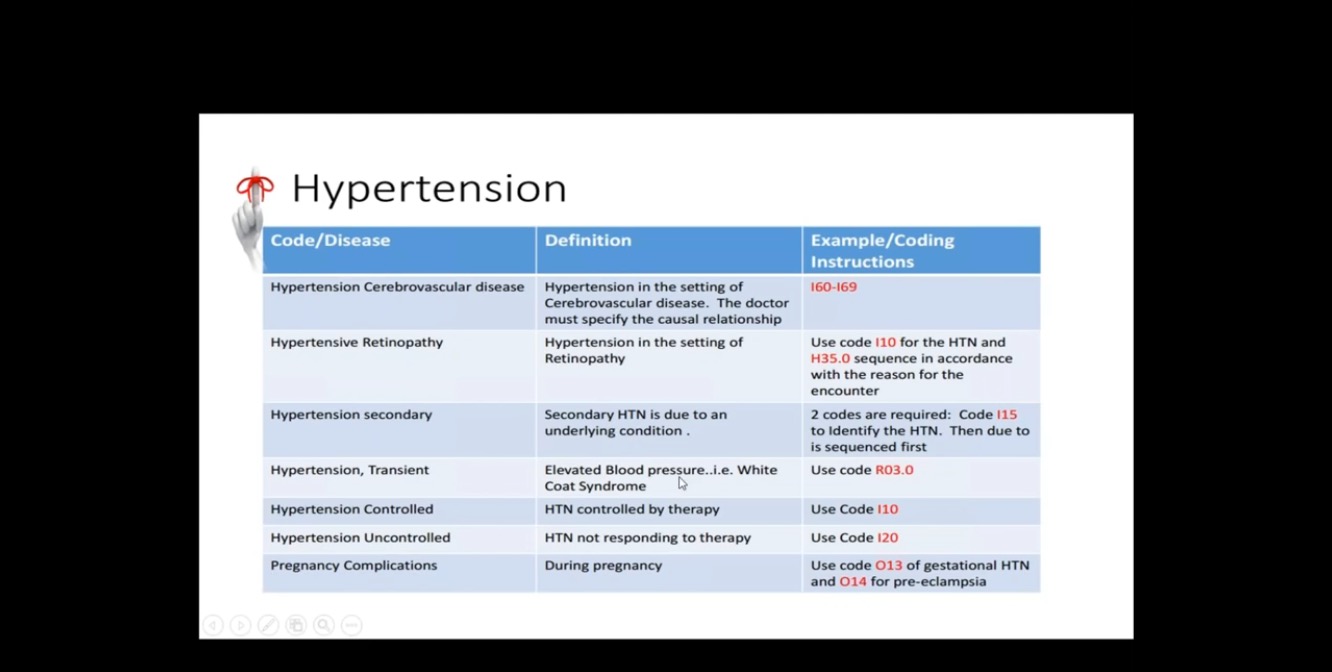 Hypertension
Code/Disease
Definition
Example/Coding
Instructions
Hypertension Cerebrovascular disease
Hypertension in the setting of
Cerebrovascular disease. The doctor
must specify the causal relationship
I60-I69
Hypertensive Retinopathy
Hypertension in the setting of
Retinopathy
Use code I10 for the HTN and
H35.0 sequence in accordance
with the reason for the
encounter
Hypertension secondary
Secondary HTN is due to an
underlying condition .
2 codes are required: Code I15
to Identify the HTN. Then due to
is sequenced first
Hypertension, Transient
Elevated Blood pressure..i.e. White
Coat Syndrome
Use code R03.0
Hypertension Controlled
HTN controlled by therapy
Use Code I10
Hypertension Uncontrolled
HTN not responding to therapy
Use Code I20
Pregnancy Complications
During pregnancy
Use code O13 of gestational HTN
and O14 for pre-eclampsia